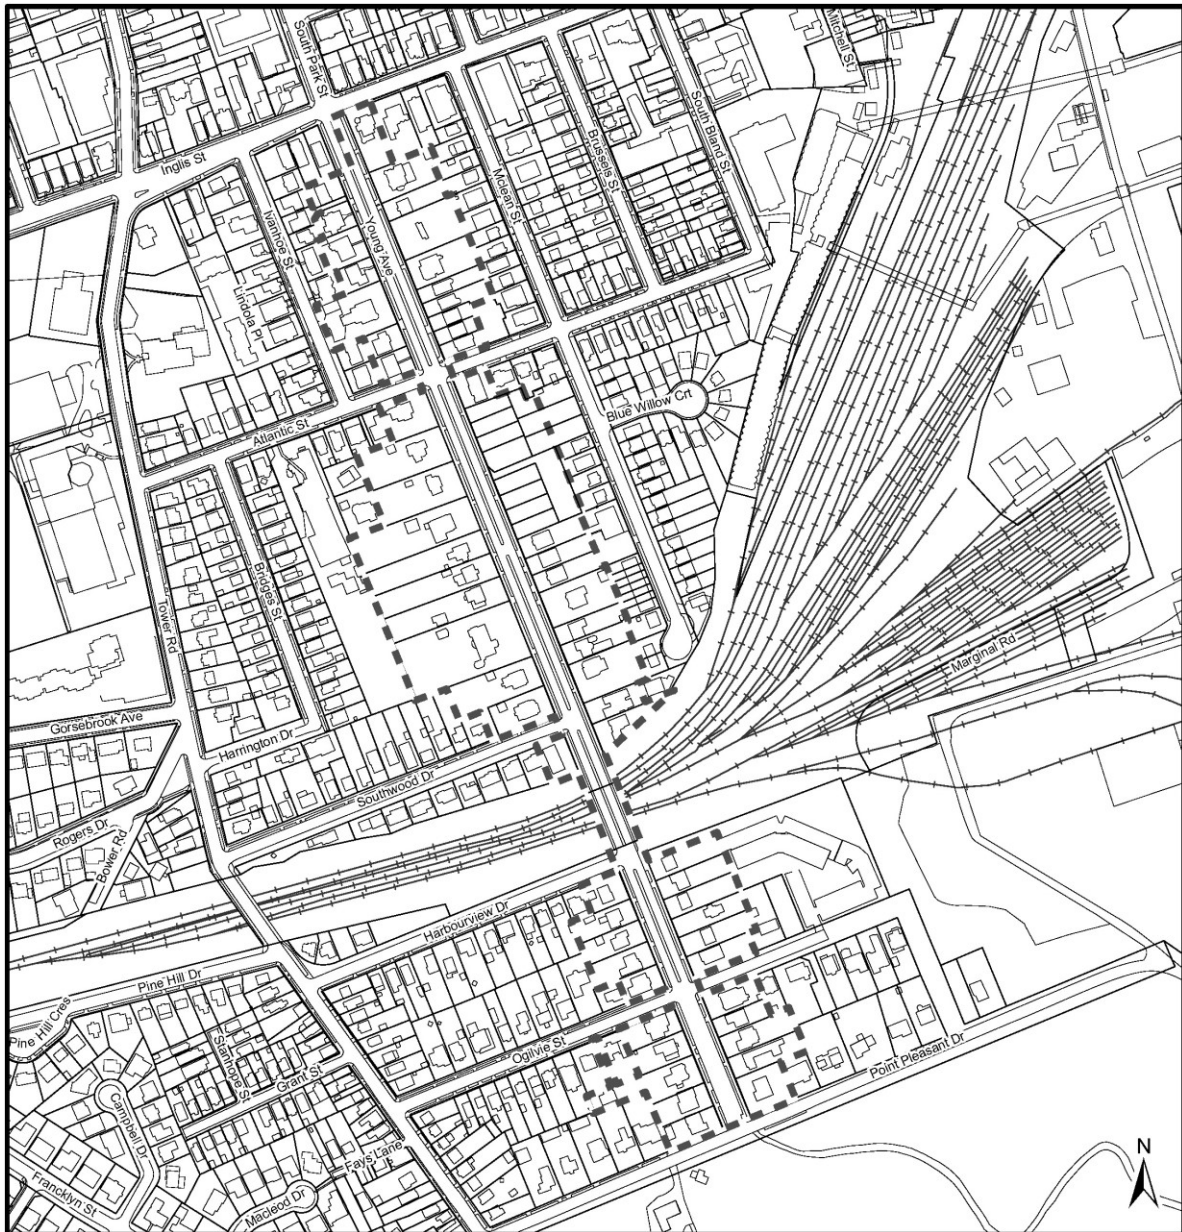 South Park St
Mitchell St
Inglis St
South Bland St
Brussels St
Mclean St
Ivanhoe St
Young Ave
Lindola Pl
Blue Willow Crt
Atlantic St
Bridges St
Tower Rd
Marginal Rd
Gorsebrook Ave
Harrington Dr
Southwood Dr
Rogers Dr
Bower Rd
Harbourview Dr
Pine Hill Dr
Pine Hill Cres
Stanhope St
Grant St
Ogilvie St
Point Pleasant Dr
Campbell Dr
Fays Lane
Francklyn St
Macleod Dr
N